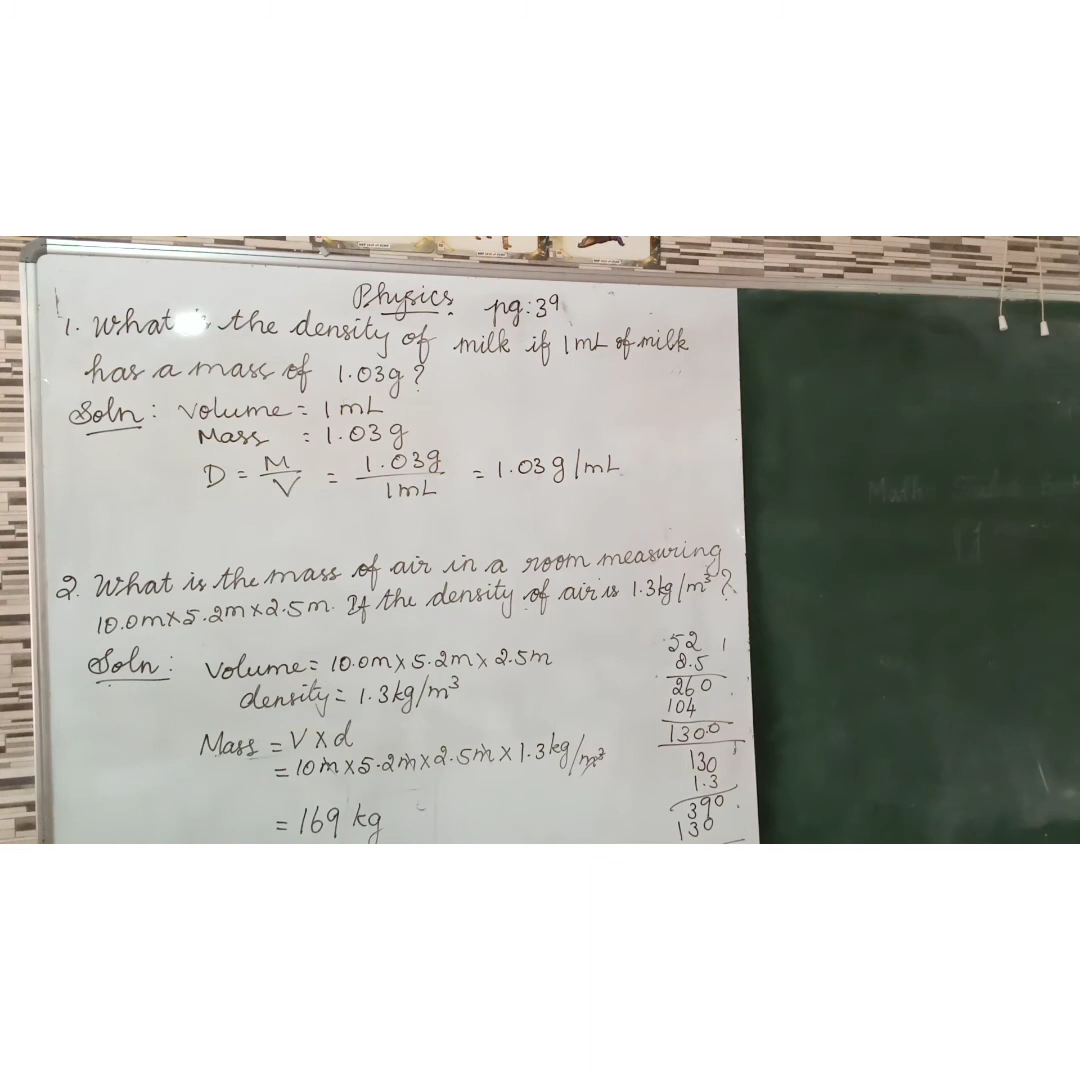 Physics pg:39
1. What is the density of milk if 1mL of milk
has a mass of 1.03g?
Soln: Volume = 1mL
Mass : 1.03g
D = M/V = 1.03g/1mL = 1.03g/mL
2. What is the mass of air in a room measuring
10.0m×5.2m×2.5m. If the density of air is 1.3kg/m³?
Soln: Volume = 10.0m×5.2m×2.5m
density = 1.3kg/m³
Mass = V×d
= 10m×5.2m×2.5m×1.3kg/m³
= 169 kg
52
2.5
260
104
130.0
130
1.3
390
130
Maths